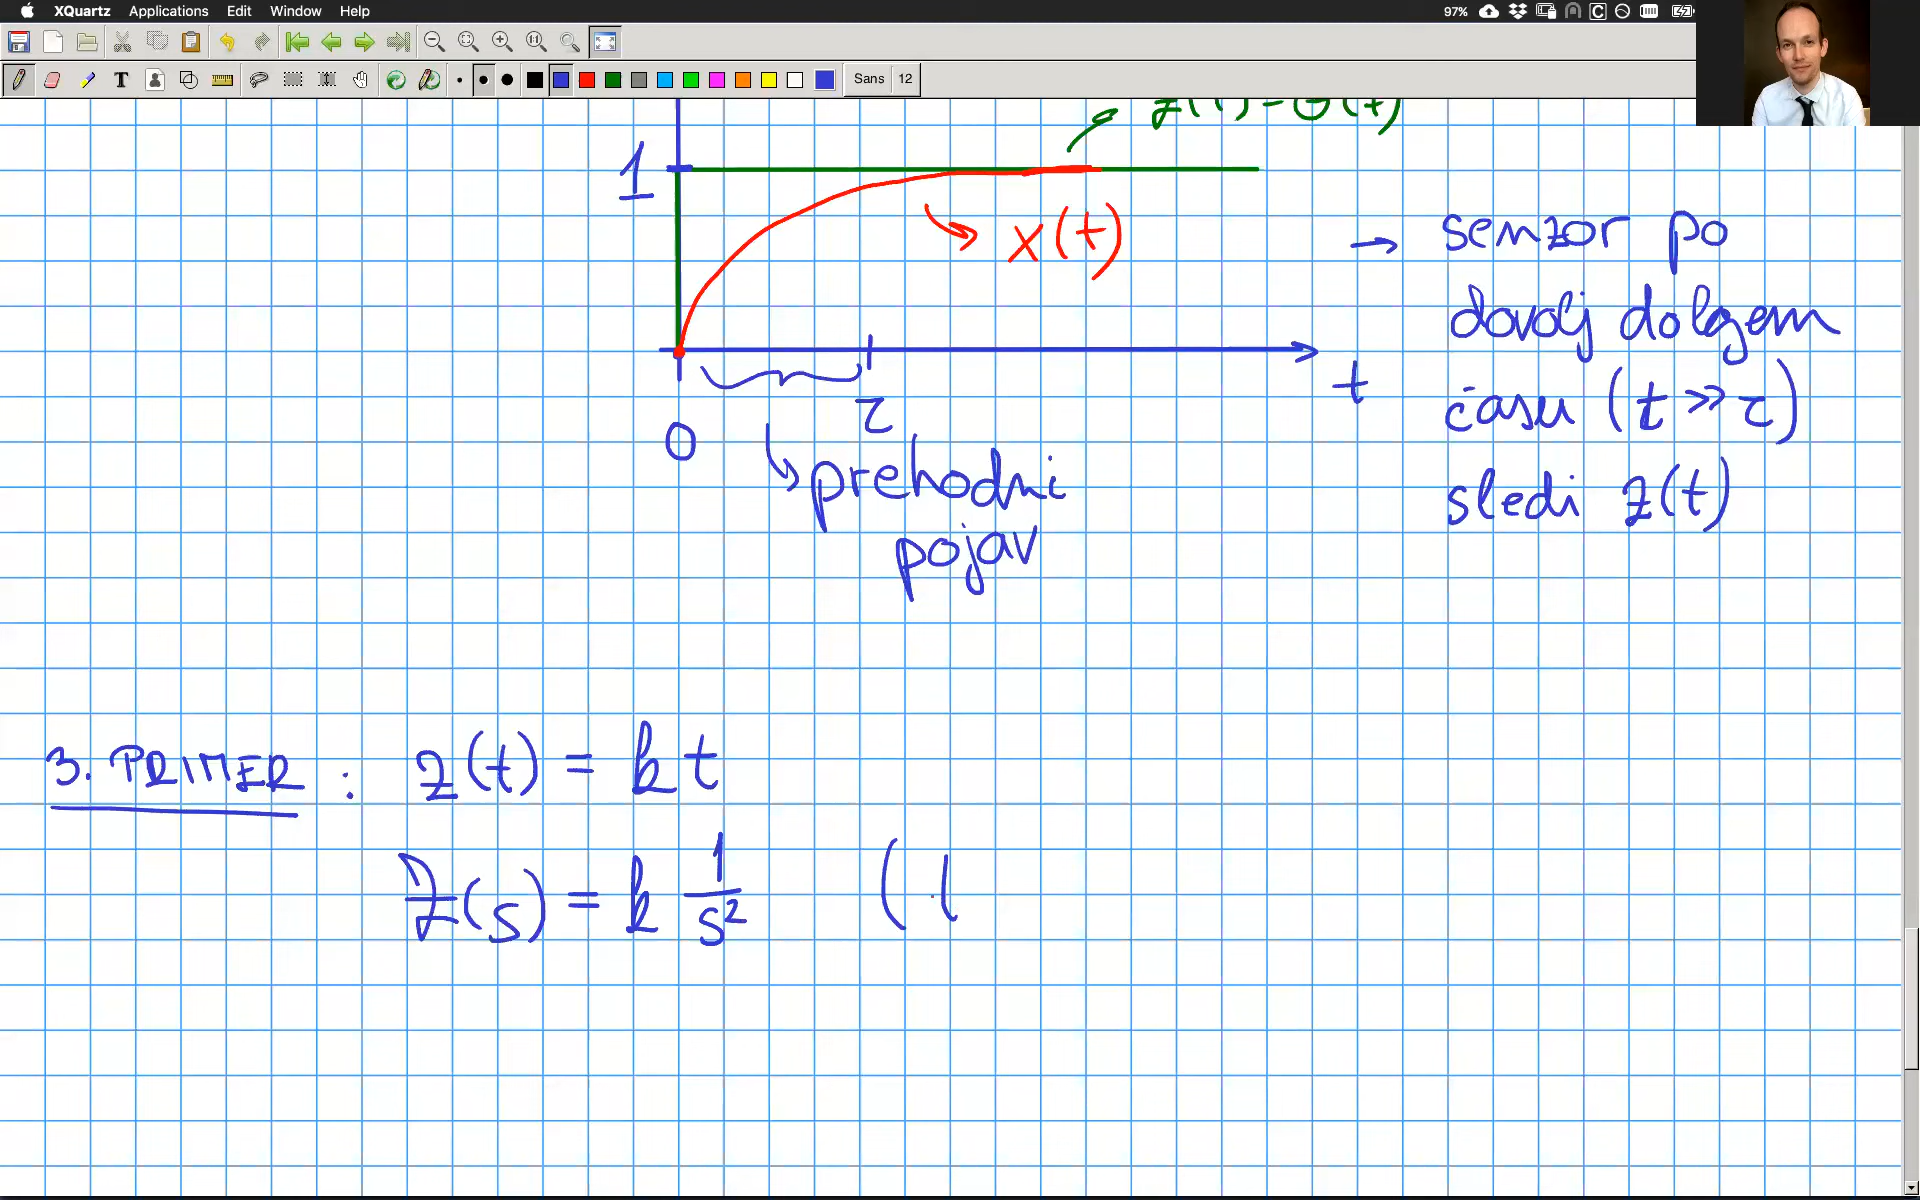 XQuartz Applications Edit Window Help
97%
Sans 12
z(t) = θ(t)
1
x(t)
→ senzor po
dovolj dolgem
času (t >> τ)
sledi z(t)
t
0
τ
prehodni
pojav
3. PRIMER : z(t) = k t
Z(s) = k 1/s² (